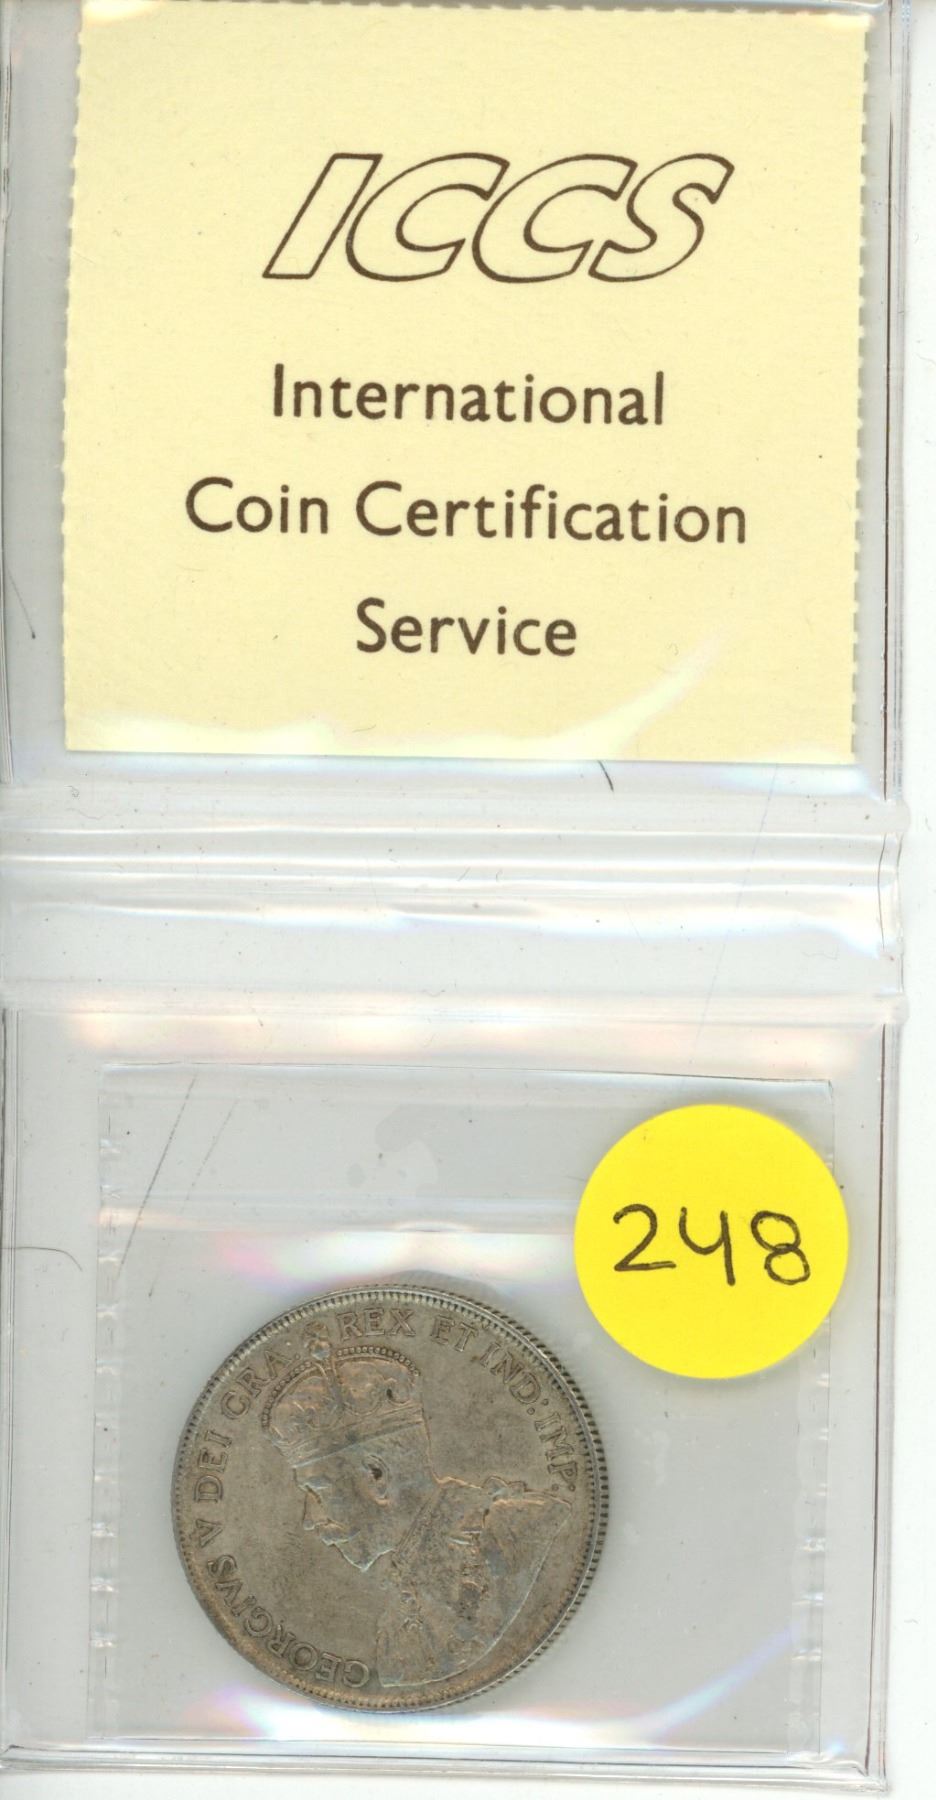 ICCS
International
Coin Certification
Service
248
GEORGIVS V DEI GRA: REX ET IND: IMP: